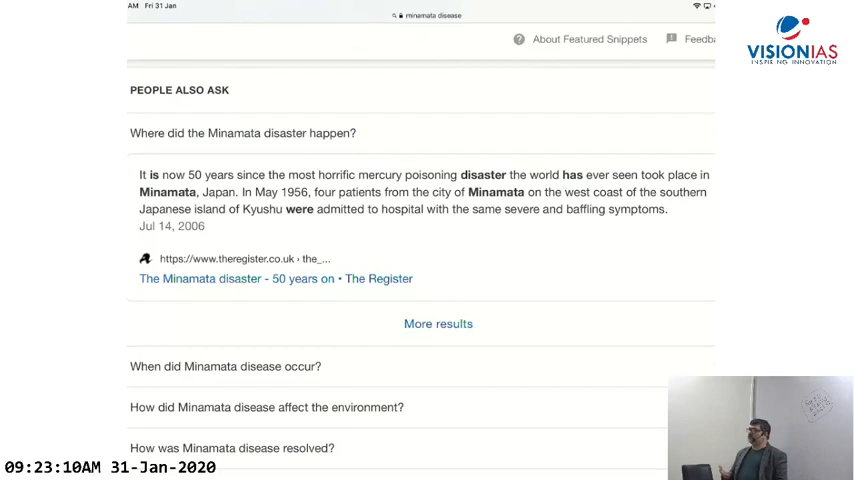 AM Fri 31 Jan
minamata disease
About Featured Snippets Feedba
VISIONIAS
INSPIRING INNOVATION
PEOPLE ALSO ASK
Where did the Minamata disaster happen?
It is now 50 years since the most horrific mercury poisoning disaster the world has ever seen took place in
Minamata, Japan. In May 1956, four patients from the city of Minamata on the west coast of the southern
Japanese island of Kyushu were admitted to hospital with the same severe and baffling symptoms.
Jul 14, 2006
https://www.theregister.co.uk › the_...
The Minamata disaster - 50 years on • The Register
More results
When did Minamata disease occur?
How did Minamata disease affect the environment?
How was Minamata disease resolved?
09:23:10AM 31-Jan-2020